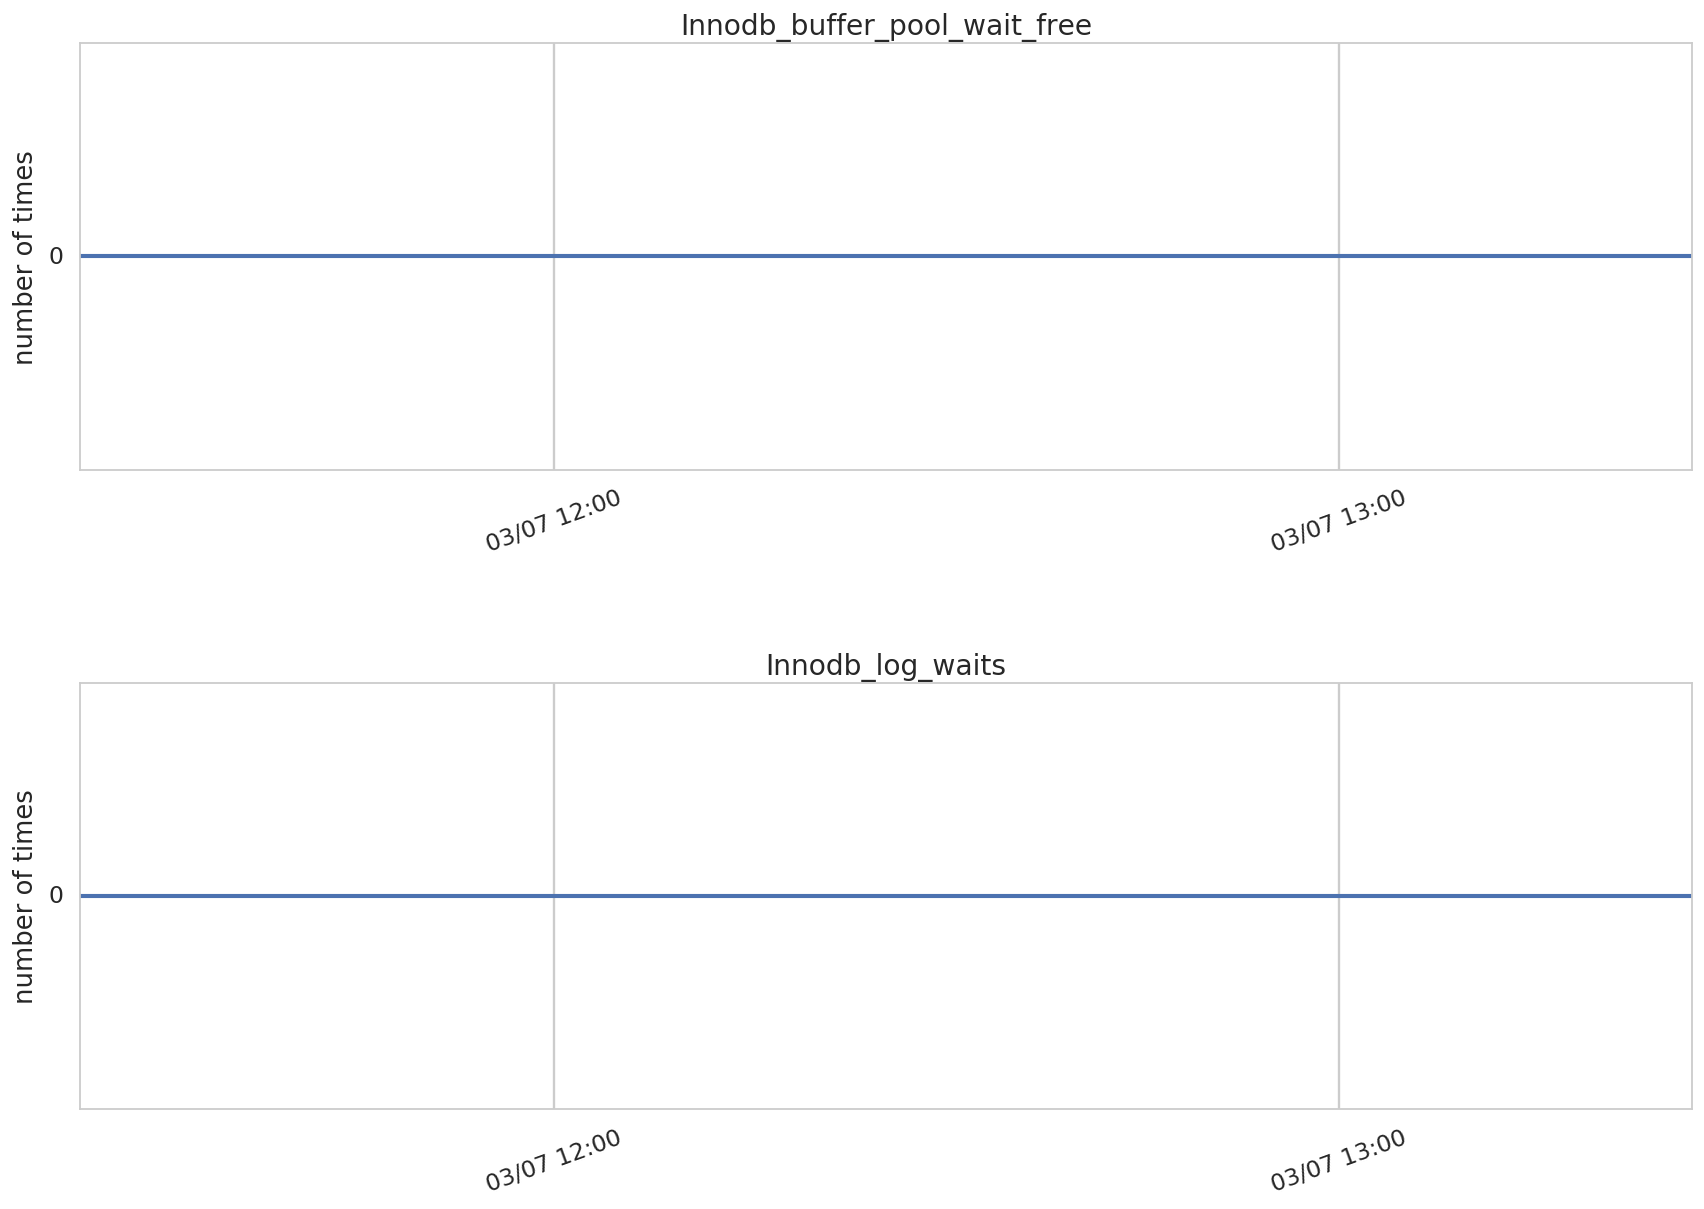 Innodb_buffer_pool_wait_free
number of times
0
03/07 12:00
03/07 13:00
Innodb_log_waits
number of times
0
03/07 12:00
03/07 13:00